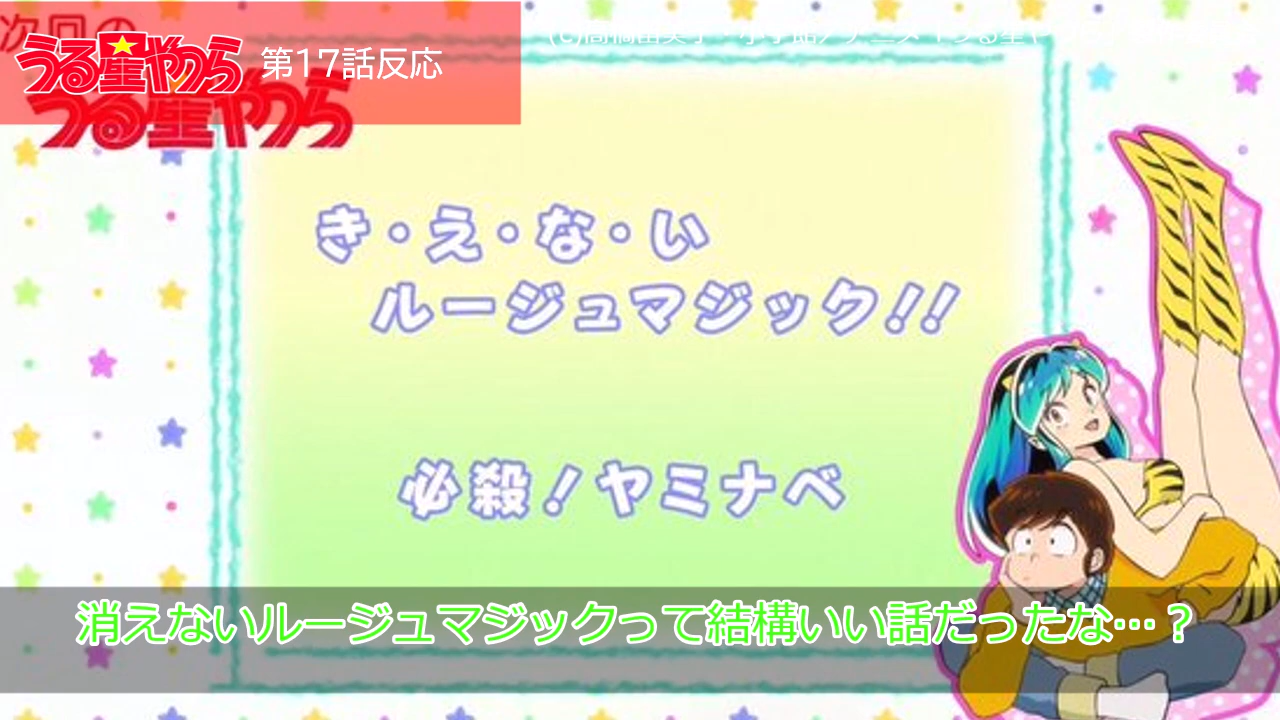 次回の
うる星やつら
第17話反応
うる星やつら
き・え・な・い
ルージュマジック!!
必殺！ヤミナベ
消えないルージュマジックって結構いい話だったな…？